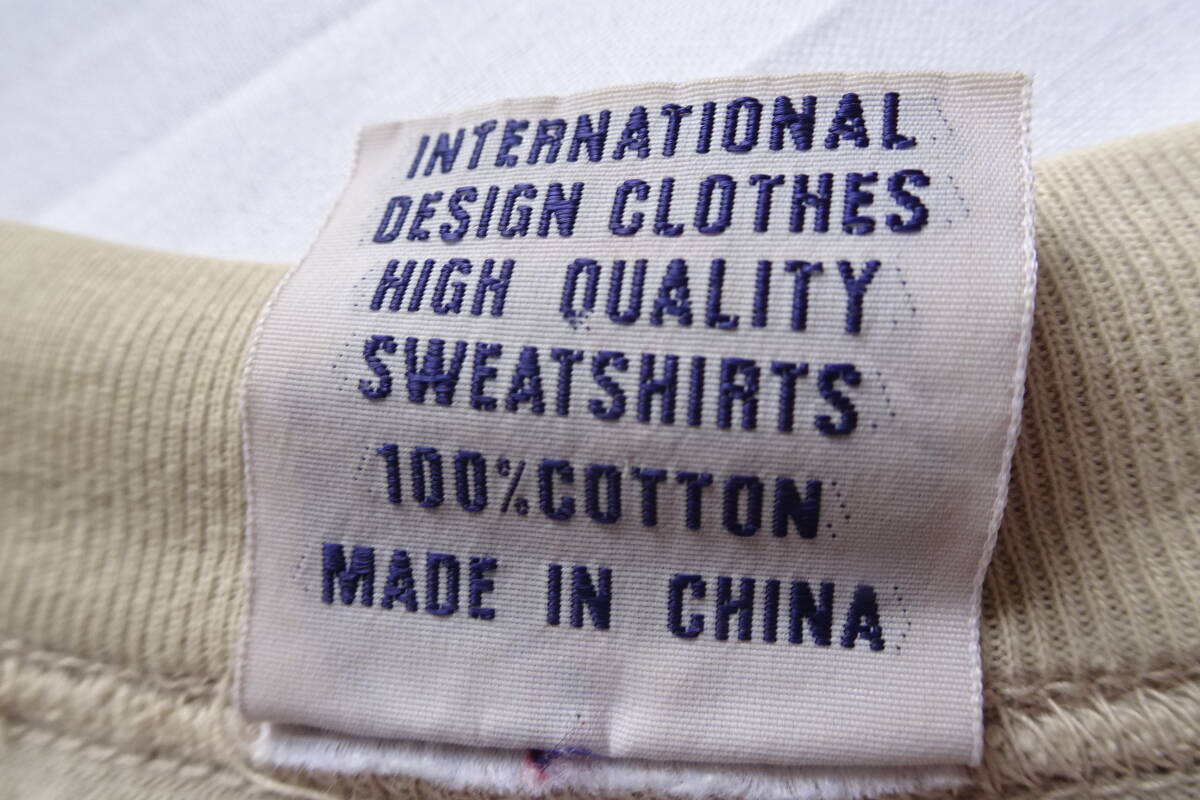 INTERNATIONAL
DESIGN CLOTHES
HIGH QUALITY
SWEATSHIRTS
100%COTTON
MADE IN CHINA